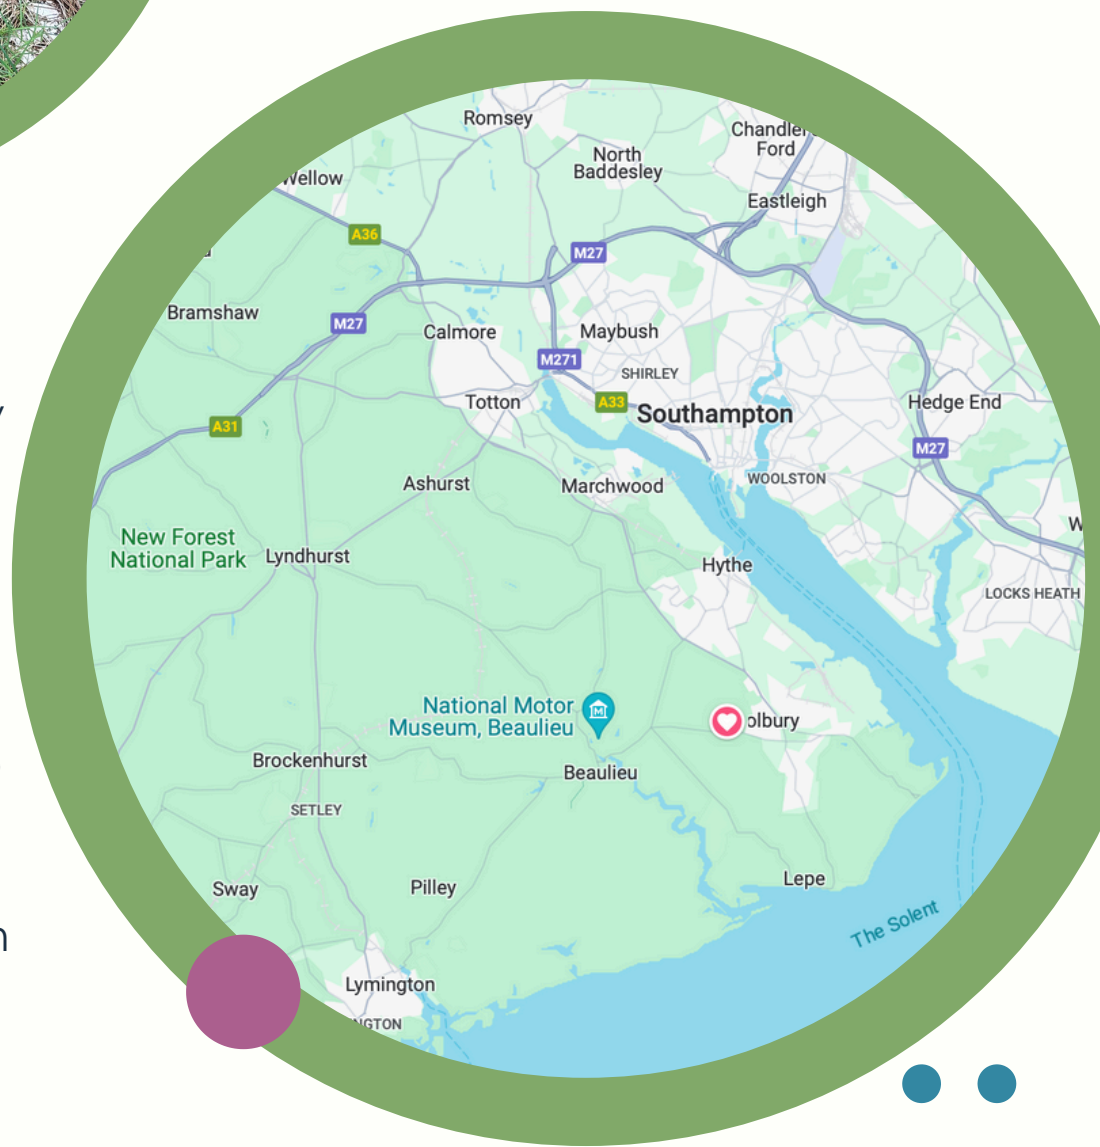 Romsey
Chandler
Ford
North
Baddesley
Wellow
Eastleigh
A36
M27
Bramshaw
M27
Calmore
Maybush
M271
SHIRLEY
Totton
A33
Southampton
Hedge End
A31
M27
Ashurst
Marchwood
WOOLSTON
New Forest
National Park
Lyndhurst
Hythe
LOCKS HEATH
National Motor
Museum, Beaulieu
olbury
Brockenhurst
Beaulieu
SETLEY
Sway
Pilley
Lepe
The Solent
Lymington
NGTON